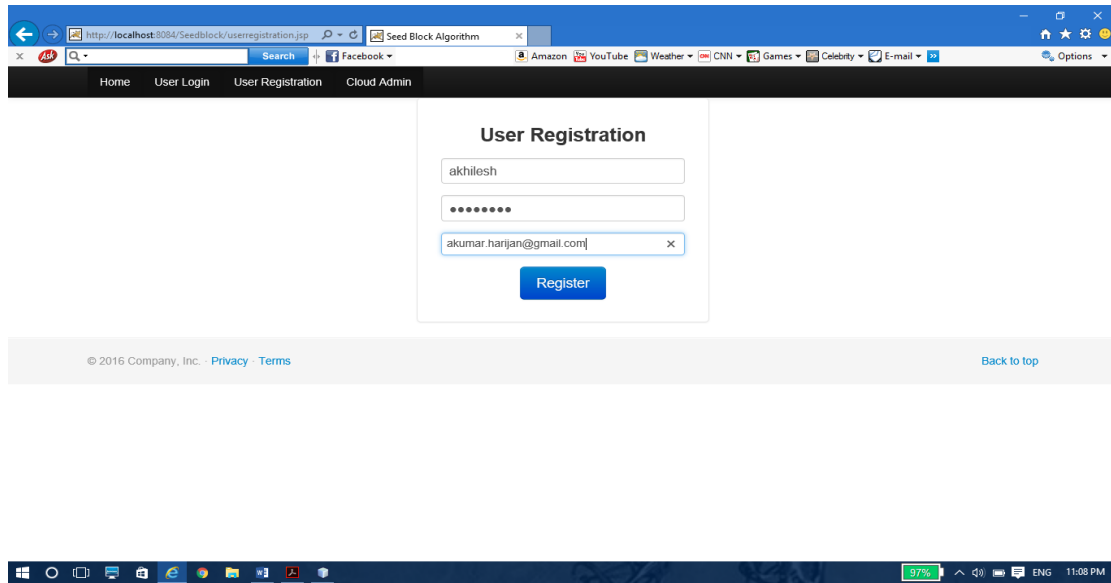 http://localhost:8084/Seedblock/userregistration.jsp Seed Block Algorithm
Ask Search Facebook Amazon YouTube Weather CNN Games Celebrity E-mail Options
Home User Login User Registration Cloud Admin
User Registration
akhilesh
••••••••
akumar.harijan@gmail.com
Register
© 2016 Company, Inc. · Privacy · Terms Back to top
97% ENG 11:08 PM